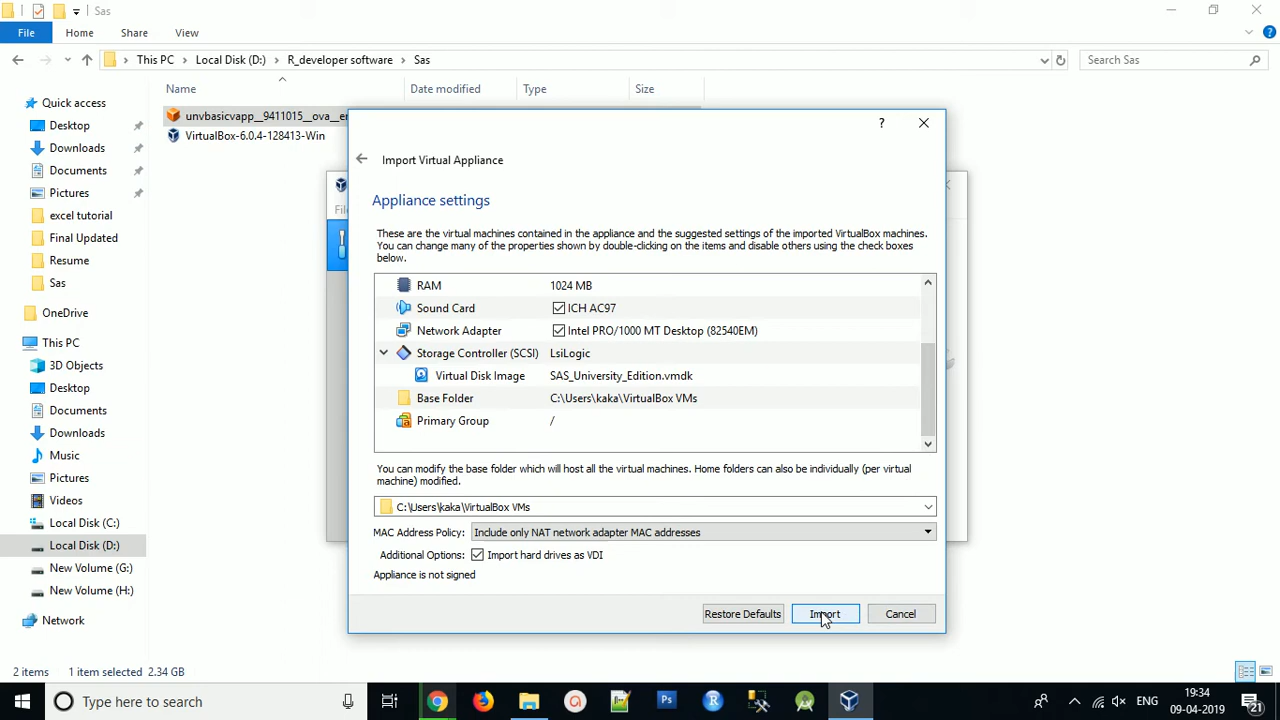 Sas
File
Home
Share
View
This PC
Local Disk (D:)
R_developer software
Sas
Search Sas
Name
Date modified
Type
Size
Quick access
Desktop
Downloads
Documents
Pictures
excel tutorial
Final Updated
Resume
Sas
OneDrive
This PC
3D Objects
Desktop
Documents
Downloads
Music
Pictures
Videos
Local Disk (C:)
Local Disk (D:)
New Volume (G:)
New Volume (H:)
Network
unvbasicvapp__9411015__ova__e
VirtualBox-6.0.4-128413-Win
?
Import Virtual Appliance
Appliance settings
These are the virtual machines contained in the appliance and the suggested settings of the imported VirtualBox machines.
You can change many of the properties shown by double-clicking on the items and disable others using the check boxes
below.
RAM 1024 MB
Sound Card ICH AC97
Network Adapter Intel PRO/1000 MT Desktop (82540EM)
Storage Controller (SCSI) LsiLogic
Virtual Disk Image SAS_University_Edition.vmdk
Base Folder C:\Users\kaka\VirtualBox VMs
Primary Group /
You can modify the base folder which will host all the virtual machines. Home folders can also be individually (per virtual
machine) modified.
C:\Users\kaka\VirtualBox VMs
MAC Address Policy: Include only NAT network adapter MAC addresses
Additional Options: Import hard drives as VDI
Appliance is not signed
Restore Defaults
Import
Cancel
2 items
1 item selected 2.34 GB
Type here to search
Ps
R
ENG
19:34
09-04-2019
21